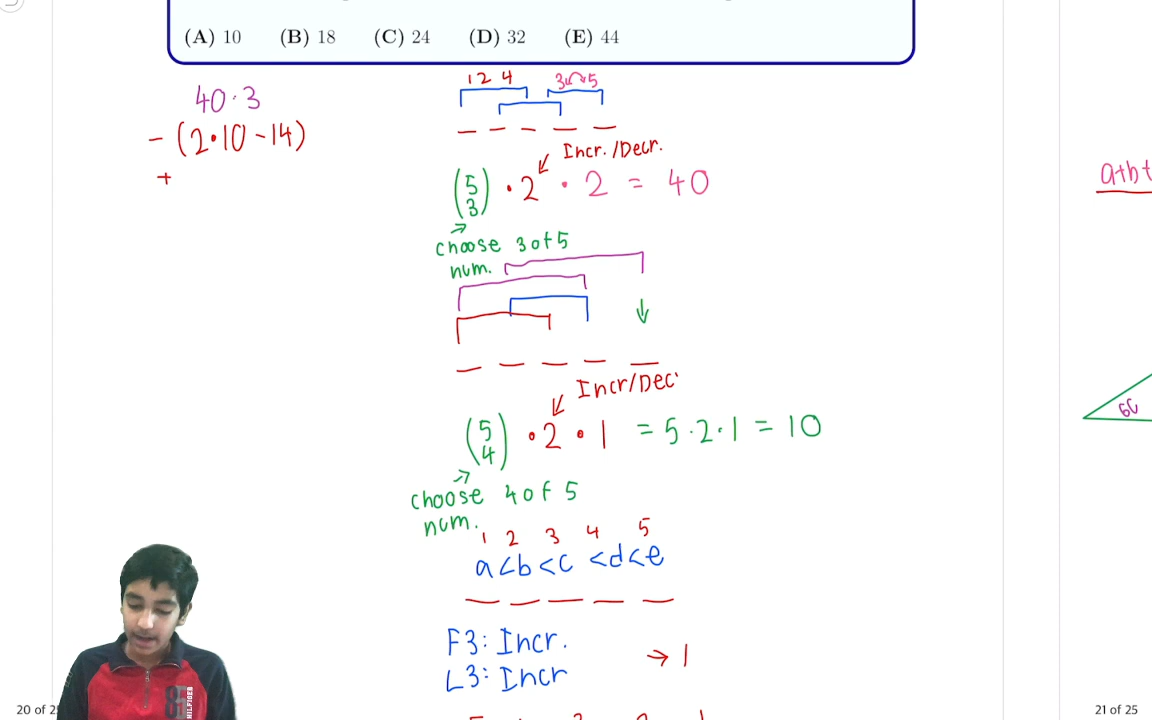 (A) 10 (B) 18 (C) 24 (D) 32 (E) 44
1 2 4 3 5
40·3
- (2·10 - 14)
+
Incr./Decr.
(5 3) · 2 · 2 = 40
choose 3 of 5
num.
Incr/Dec
(5 4) · 2 · 1 = 5·2·1 = 10
choose 4 of 5
num.
1 2 3 4 5
a<b<c<d<e
F3: Incr.
L3: Incr
→ 1
a+b+
60
HILFIGER
20 of 25
21 of 25